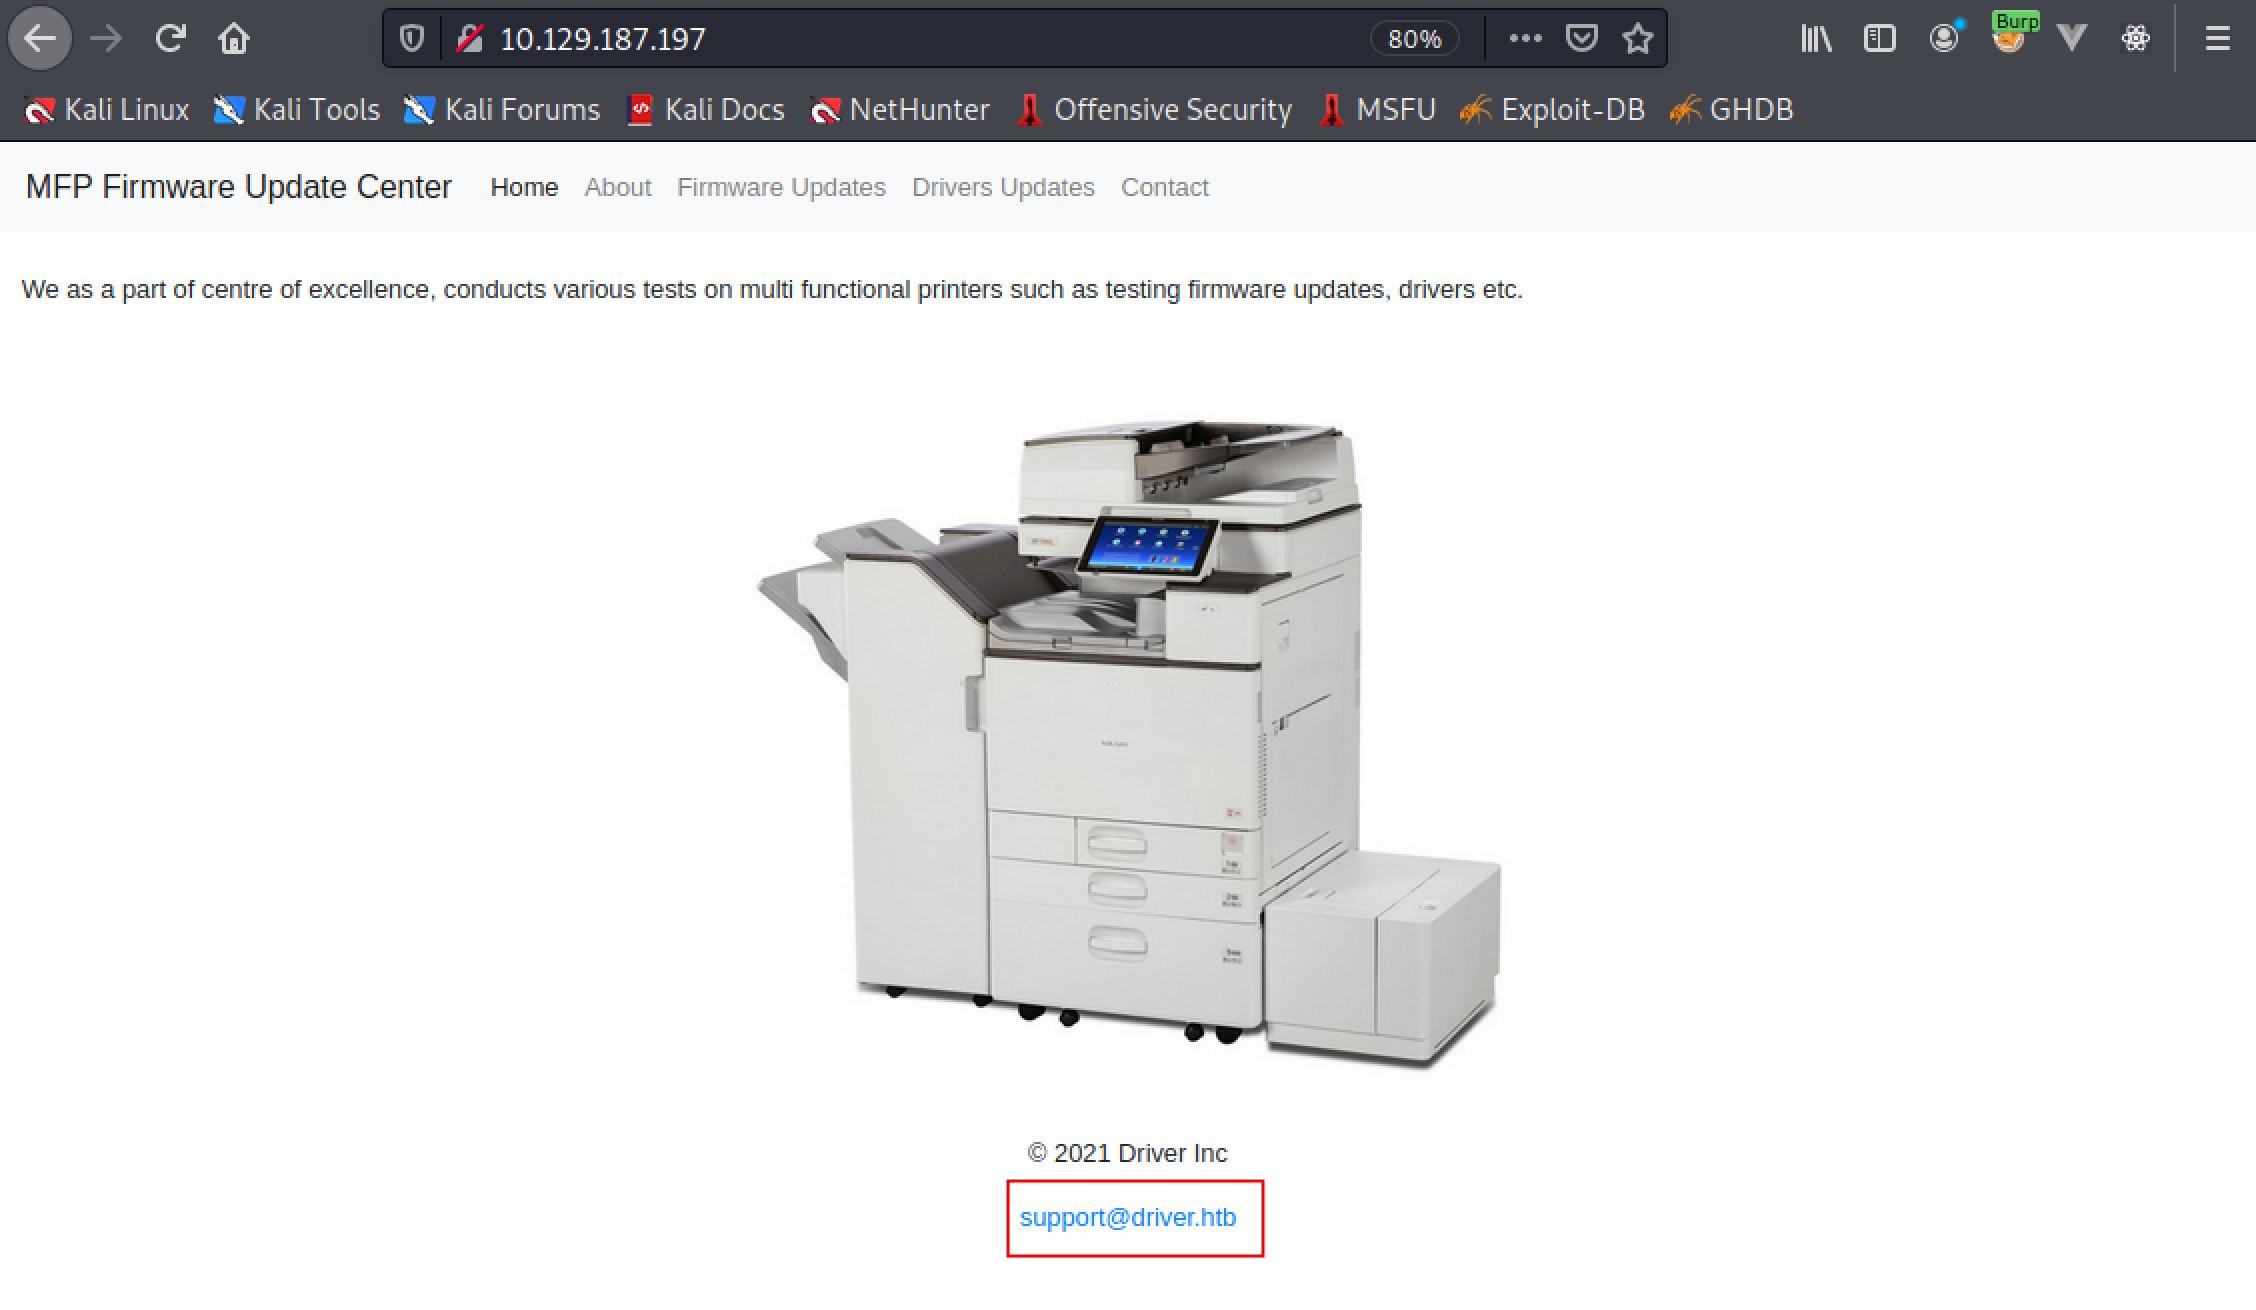 10.129.187.197 80% Burp
Kali Linux Kali Tools Kali Forums Kali Docs NetHunter Offensive Security MSFU Exploit-DB GHDB
MFP Firmware Update Center Home About Firmware Updates Drivers Updates Contact
We as a part of centre of excellence, conducts various tests on multi functional printers such as testing firmware updates, drivers etc.
© 2021 Driver Inc
support@driver.htb